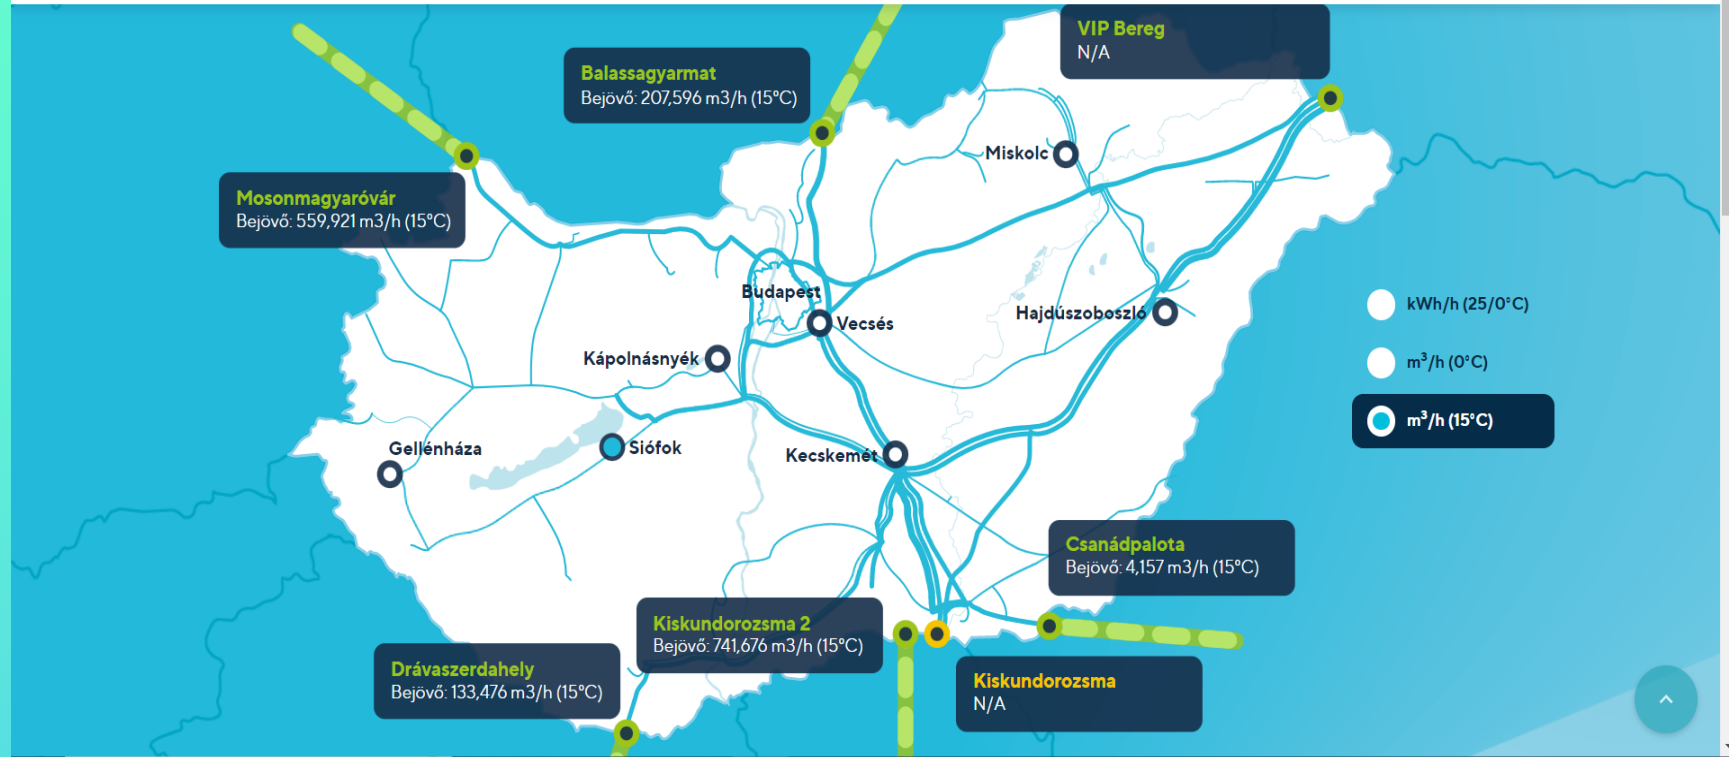 VIP Bereg
N/A
Balassagyarmat
Bejövő: 207,596 m3/h (15°C)
Miskolc
Mosonmagyaróvár
Bejövő: 559,921 m3/h (15°C)
Budapest
Vecsés
Hajdúszoboszló
kWh/h (25/0°C)
Kápolnásnyék
m³/h (0°C)
m³/h (15°C)
Gellénháza
Siófok
Kecskemét
Csanádpalota
Bejövő: 4,157 m3/h (15°C)
Kiskundorozsma 2
Bejövő: 741,676 m3/h (15°C)
Drávaszerdahely
Bejövő: 133,476 m3/h (15°C)
Kiskundorozsma
N/A